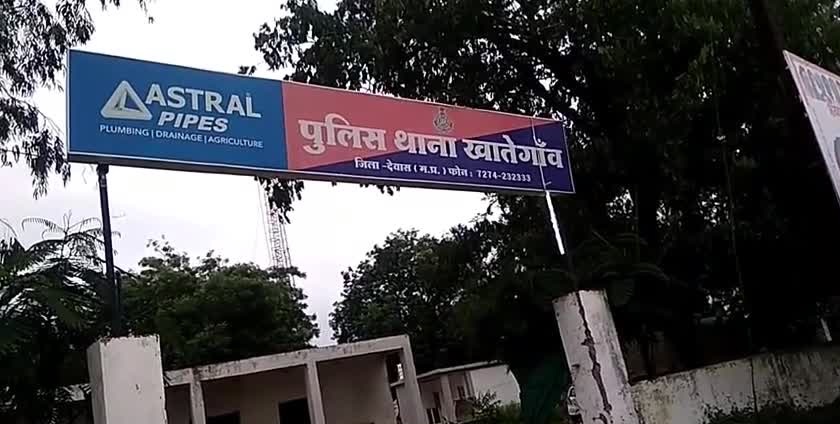 ASTRAL
PIPES
PLUMBING | DRAINAGE | AGRICULTURE
पुलिस थाना खातेगाँव
जिला -देवास ( म.प्र. ) फोन : 7274-232333